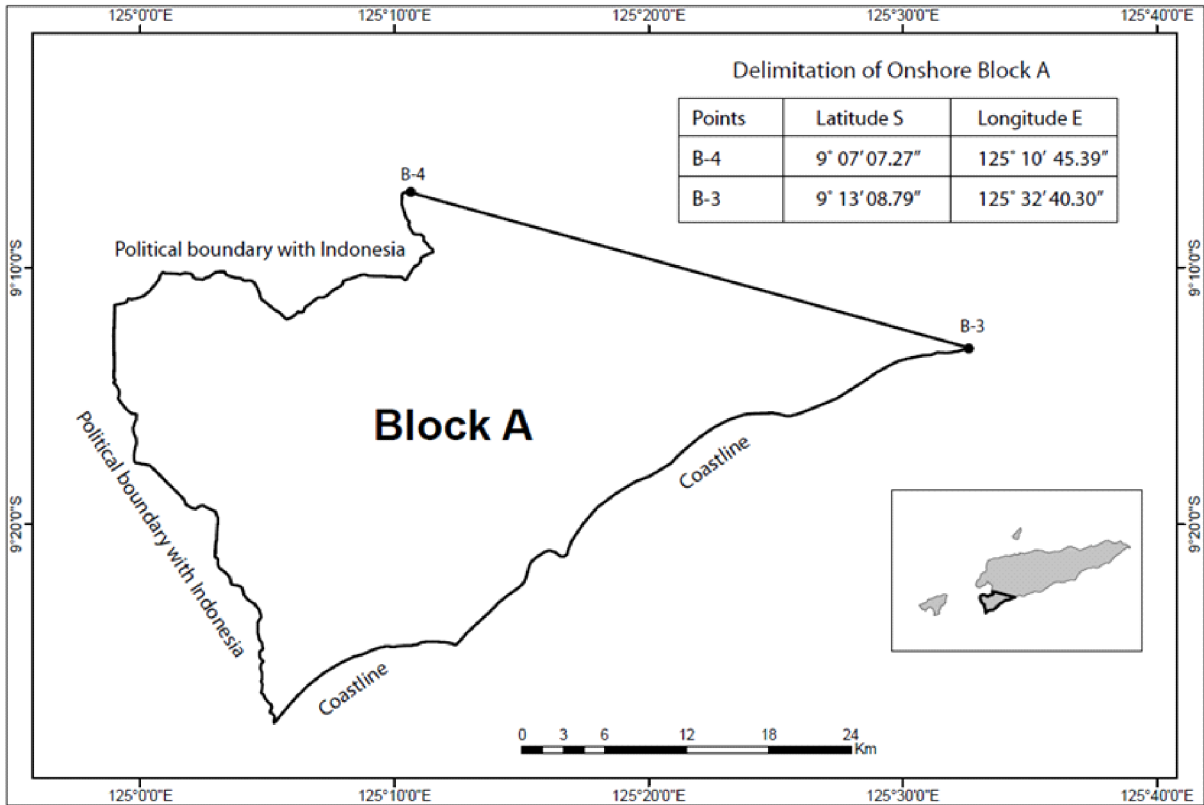 125°0'0"E 125°10'0"E 125°20'0"E 125°30'0"E 125°40'0"E
Delimitation of Onshore Block A
Points Latitude S Longitude E
B-4 9° 07' 07.27" 125° 10' 45.39"
B-3 9° 13' 08.79" 125° 32' 40.30"
B-4
Political boundary with Indonesia
9°10'0"S 9°10'0"S
B-3
Block A
Political boundary with Indonesia
Coastline
9°20'0"S 9°20'0"S
Coastline
0 3 6 12 18 24
Km
125°0'0"E 125°10'0"E 125°20'0"E 125°30'0"E 125°40'0"E